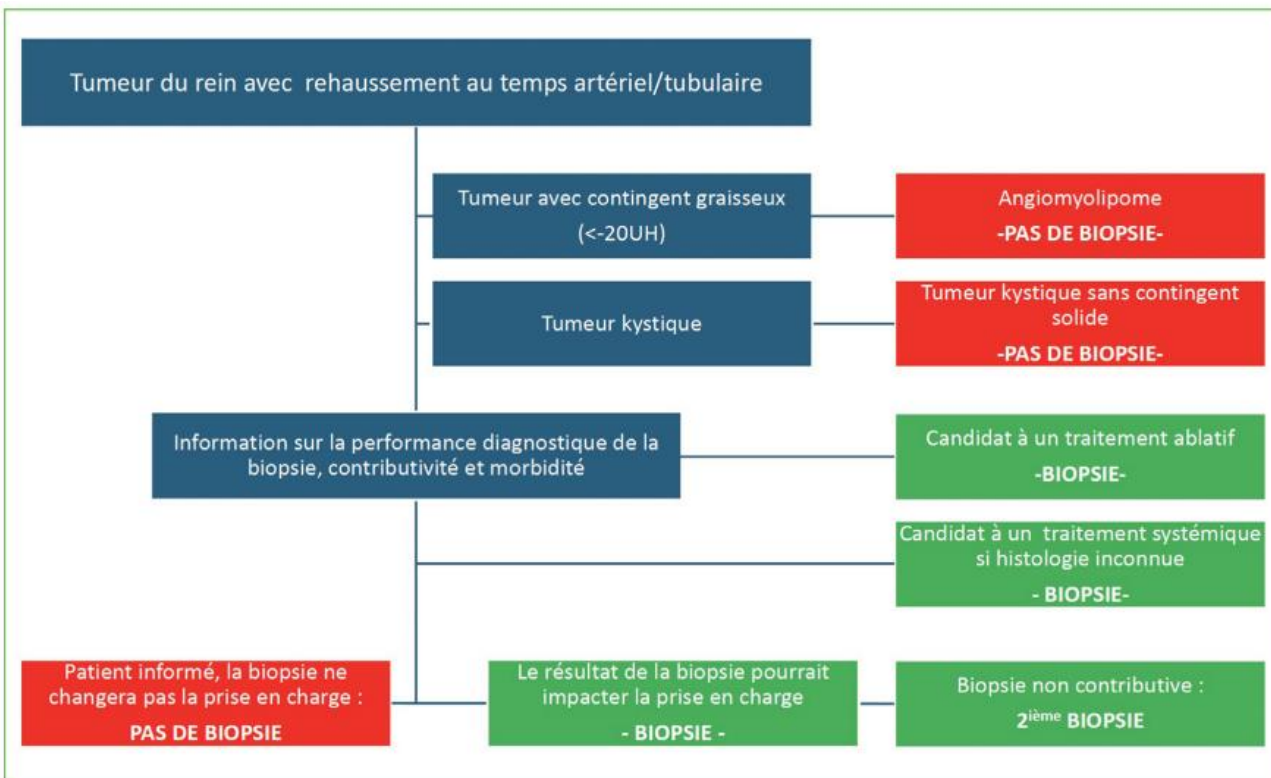 Tumeur du rein avec rehaussement au temps artériel/tubulaire
Tumeur avec contingent graisseux
(<-20UH)
Angiomyolipome
-PAS DE BIOPSIE-
Tumeur kystique
Tumeur kystique sans contingent
solide
-PAS DE BIOPSIE-
Information sur la performance diagnostique de la
biopsie, contributivité et morbidité
Candidat à un traitement ablatif
-BIOPSIE-
Candidat à un traitement systémique
si histologie inconnue
- BIOPSIE-
Patient informé, la biopsie ne
changera pas la prise en charge :
PAS DE BIOPSIE
Le résultat de la biopsie pourrait
impacter la prise en charge
- BIOPSIE -
Biopsie non contributive :
2ième BIOPSIE